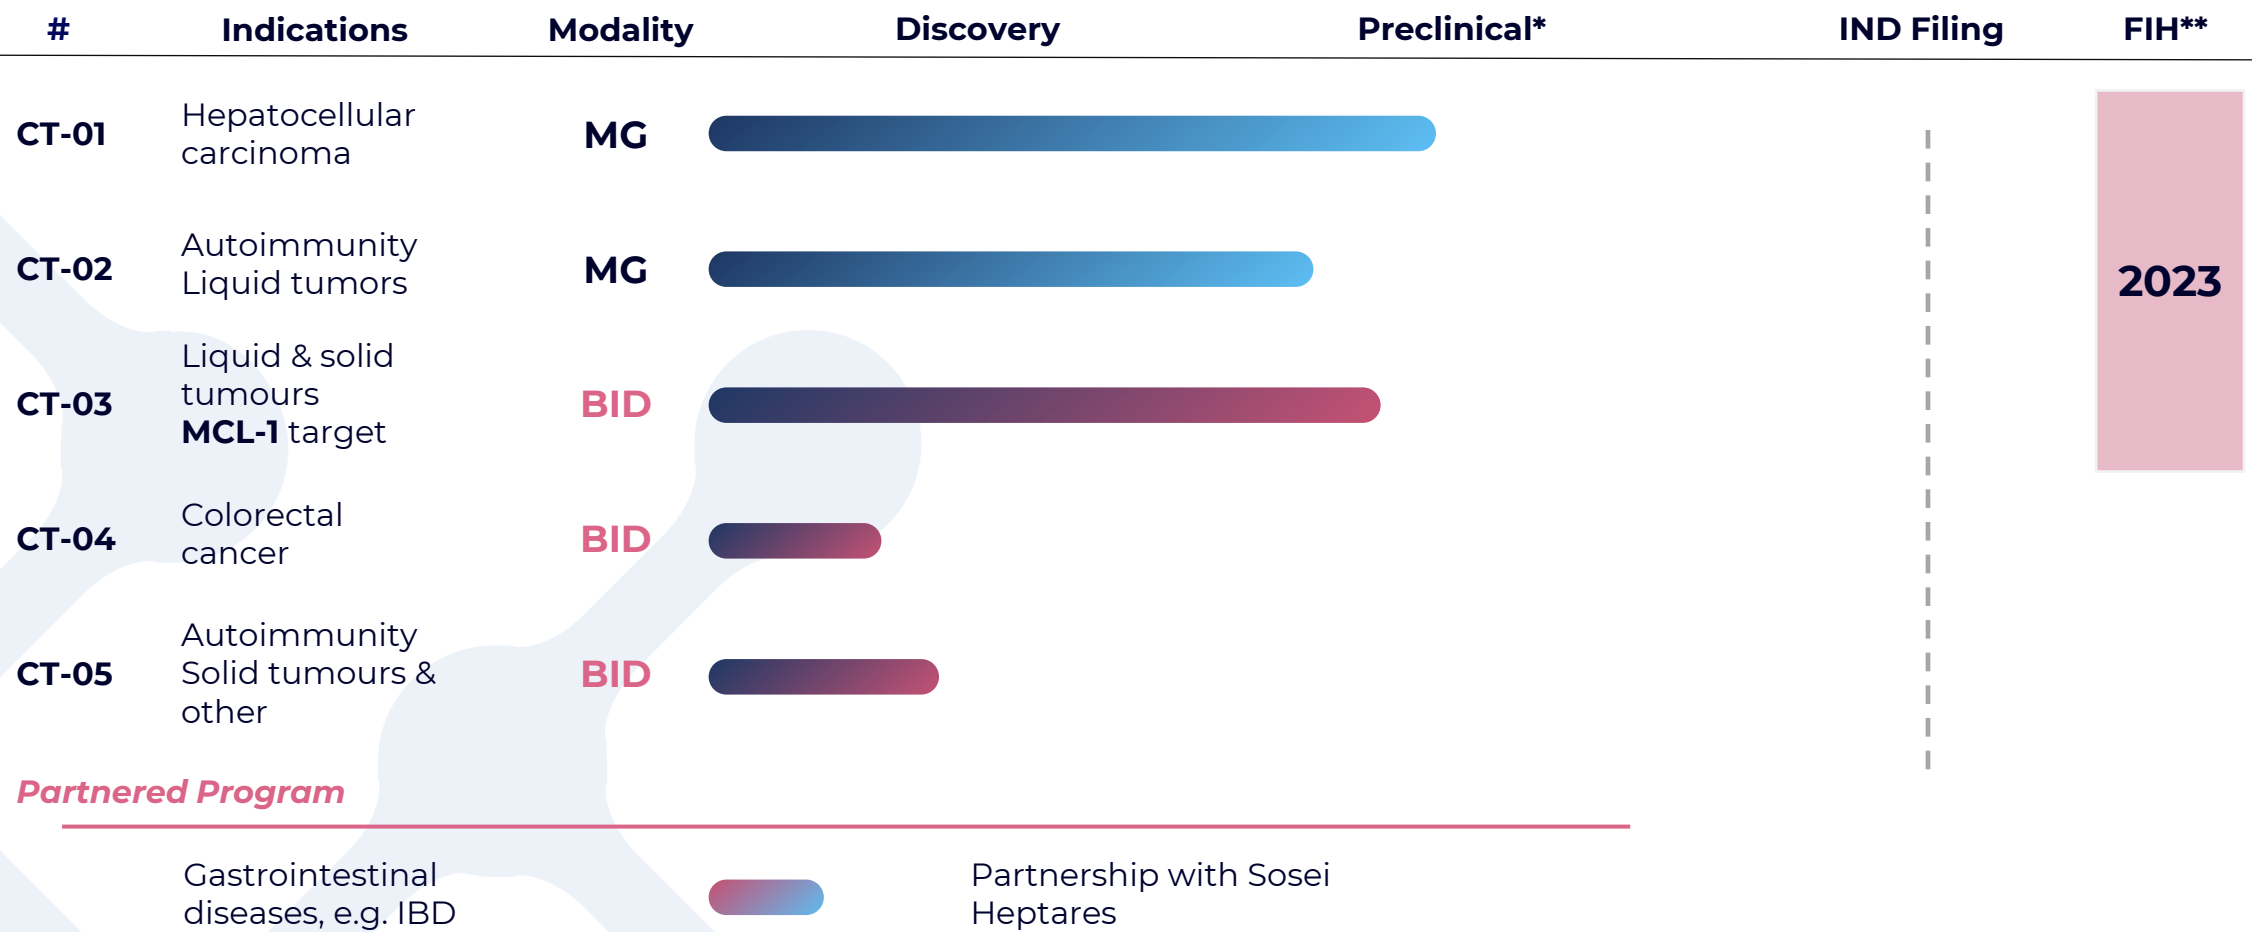 # Indications Modality Discovery Preclinical* IND Filing FIH**
CT-01
Hepatocellular
carcinoma
MG
CT-02
Autoimmunity
Liquid tumors
MG
2023
CT-03
Liquid & solid
tumours
MCL-1 target
BID
CT-04
Colorectal
cancer
BID
CT-05
Autoimmunity
Solid tumours &
other
BID
Partnered Program
Gastrointestinal
diseases, e.g. IBD
Partnership with Sosei
Heptares